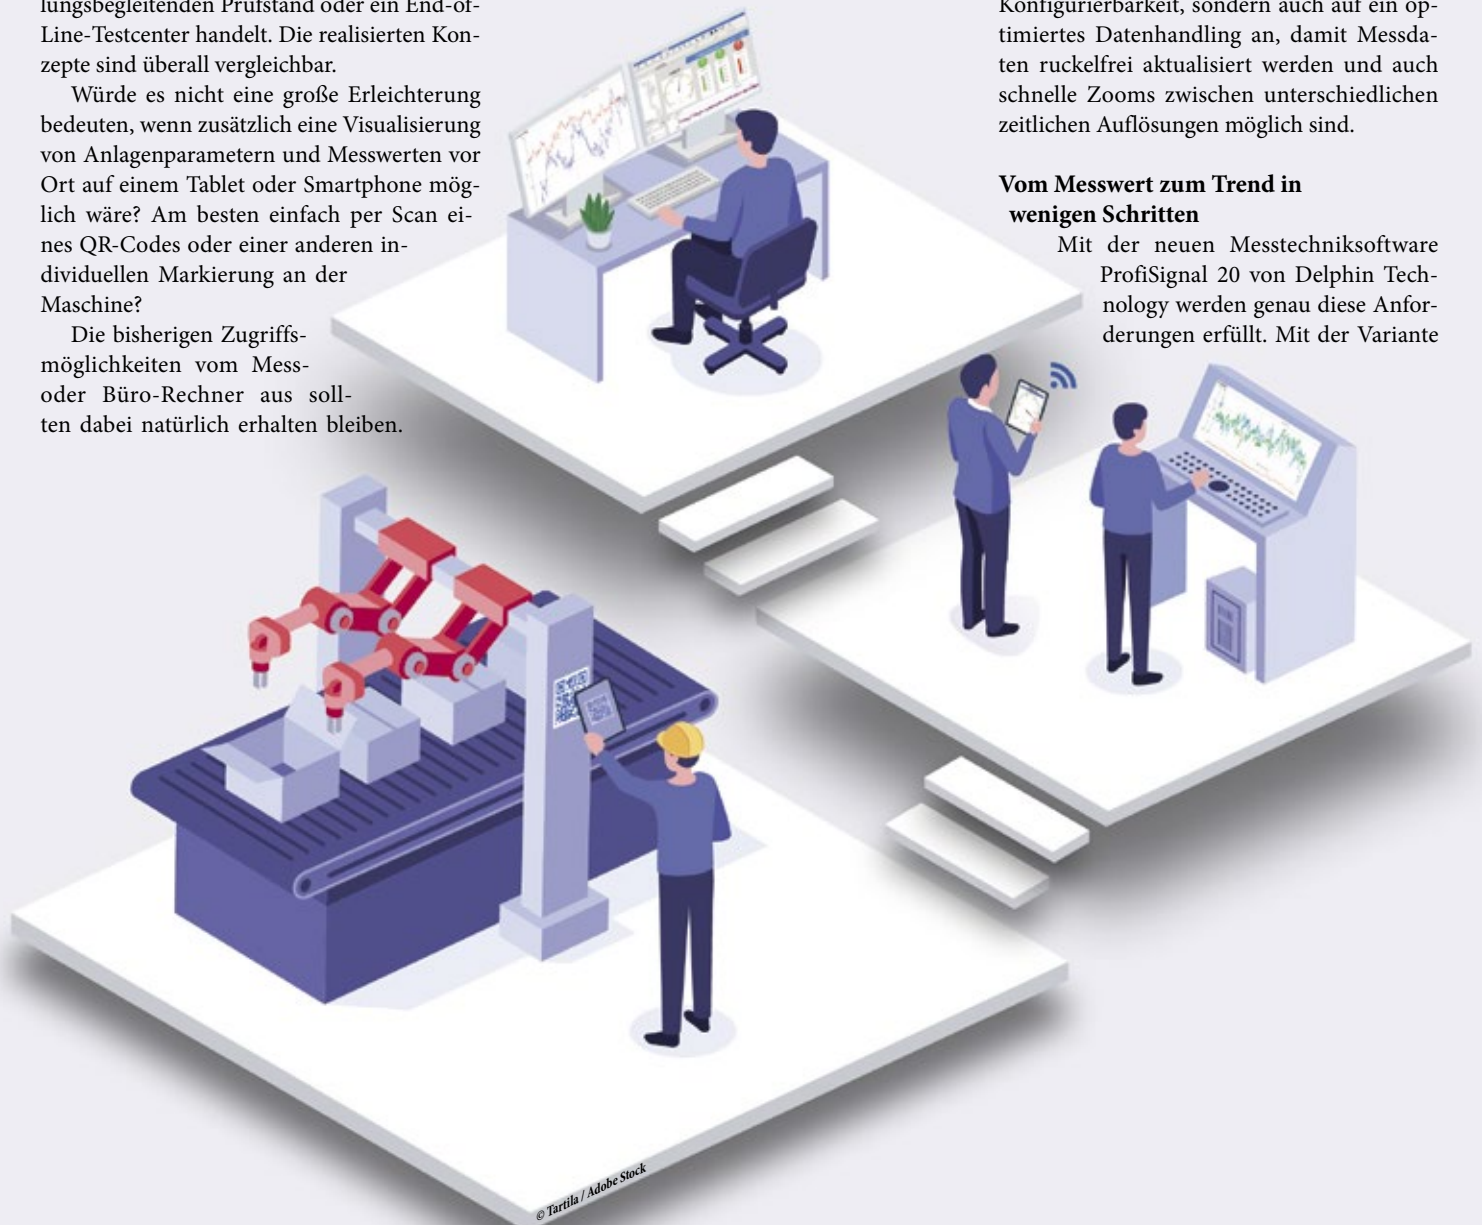 lungsbegleitenden Prüfstand oder ein End-of-
Line-Testcenter handelt. Die realisierten Kon-
zepte sind überall vergleichbar.
Würde es nicht eine große Erleichterung
bedeuten, wenn zusätzlich eine Visualisierung
von Anlagenparametern und Messwerten vor
Ort auf einem Tablet oder Smartphone mög-
lich wäre? Am besten einfach per Scan ei-
nes QR-Codes oder einer anderen in-
dividuellen Markierung an der
Maschine?
Die bisherigen Zugriffs-
möglichkeiten vom Mess-
oder Büro-Rechner aus soll-
ten dabei natürlich erhalten bleiben.
Konfigurierbarkeit, sondern auch auf ein op-
timiertes Datenhandling an, damit Messda-
ten ruckelfrei aktualisiert werden und auch
schnelle Zooms zwischen unterschiedlichen
zeitlichen Auflösungen möglich sind.
Vom Messwert zum Trend in
wenigen Schritten
Mit der neuen Messtechniksoftware
ProfiSignal 20 von Delphin Tech-
nology werden genau diese Anfor-
derungen erfüllt. Mit der Variante
© Tartila / Adobe Stock